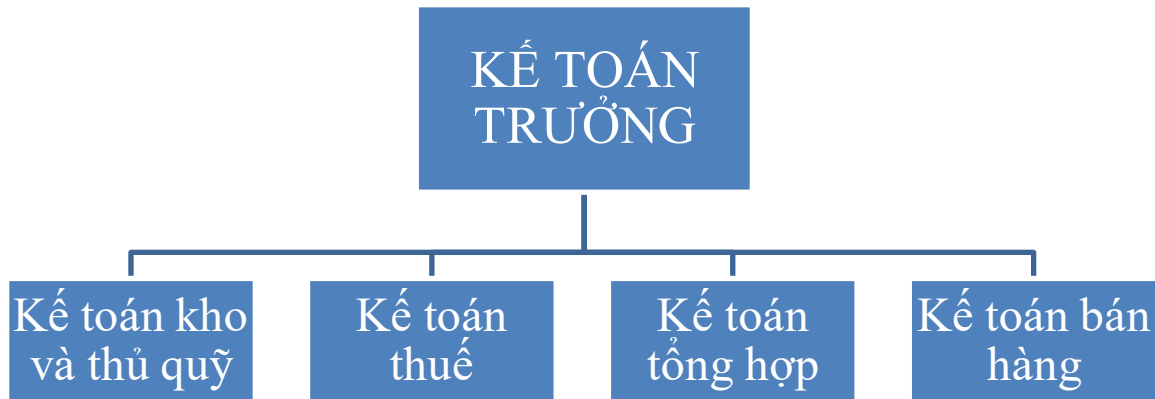 KẾ TOÁN
TRƯỞNG
Kế toán kho
và thủ quỹ
Kế toán
thuế
Kế toán
tổng hợp
Kế toán bán
hàng